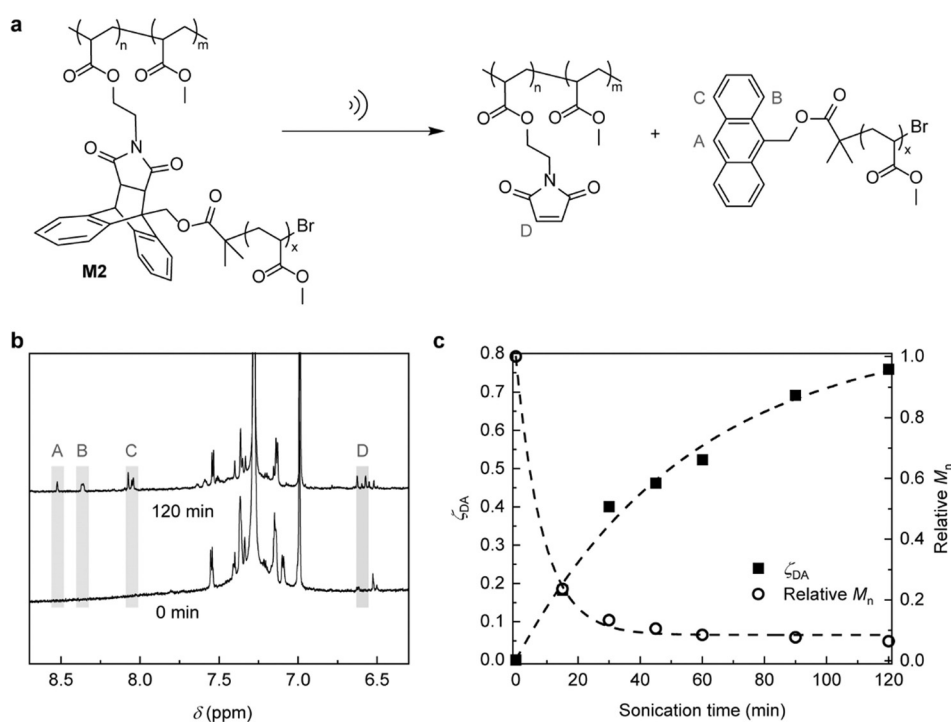 a
n
m
O
O
O
O
N
O
O
O
O
Br
x
O
O
M2
n
m
O
O
O
O
N
O
O
D
+
C
B
A
O
O
Br
x
O
O
b
A
B
C
D
120 min
0 min
8.5 8.0 7.5 7.0 6.5
δ (ppm)
c
0.8
0.7
0.6
0.5
0.4
0.3
0.2
0.1
0.0
ζDA
1.0
0.8
0.6
0.4
0.2
0.0
Relative Mn
ζDA
Relative Mn
0 20 40 60 80 100 120
Sonication time (min)